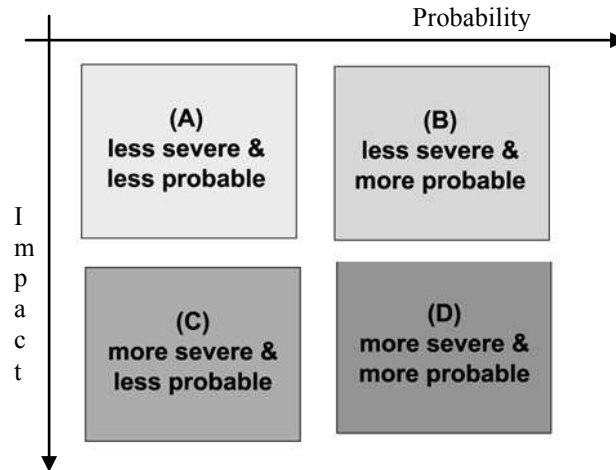 Probability
(A)
less severe &
less probable
(B)
less severe &
more probable
I
m
p
a
c
t
(C)
more severe &
less probable
(D)
more severe &
more probable